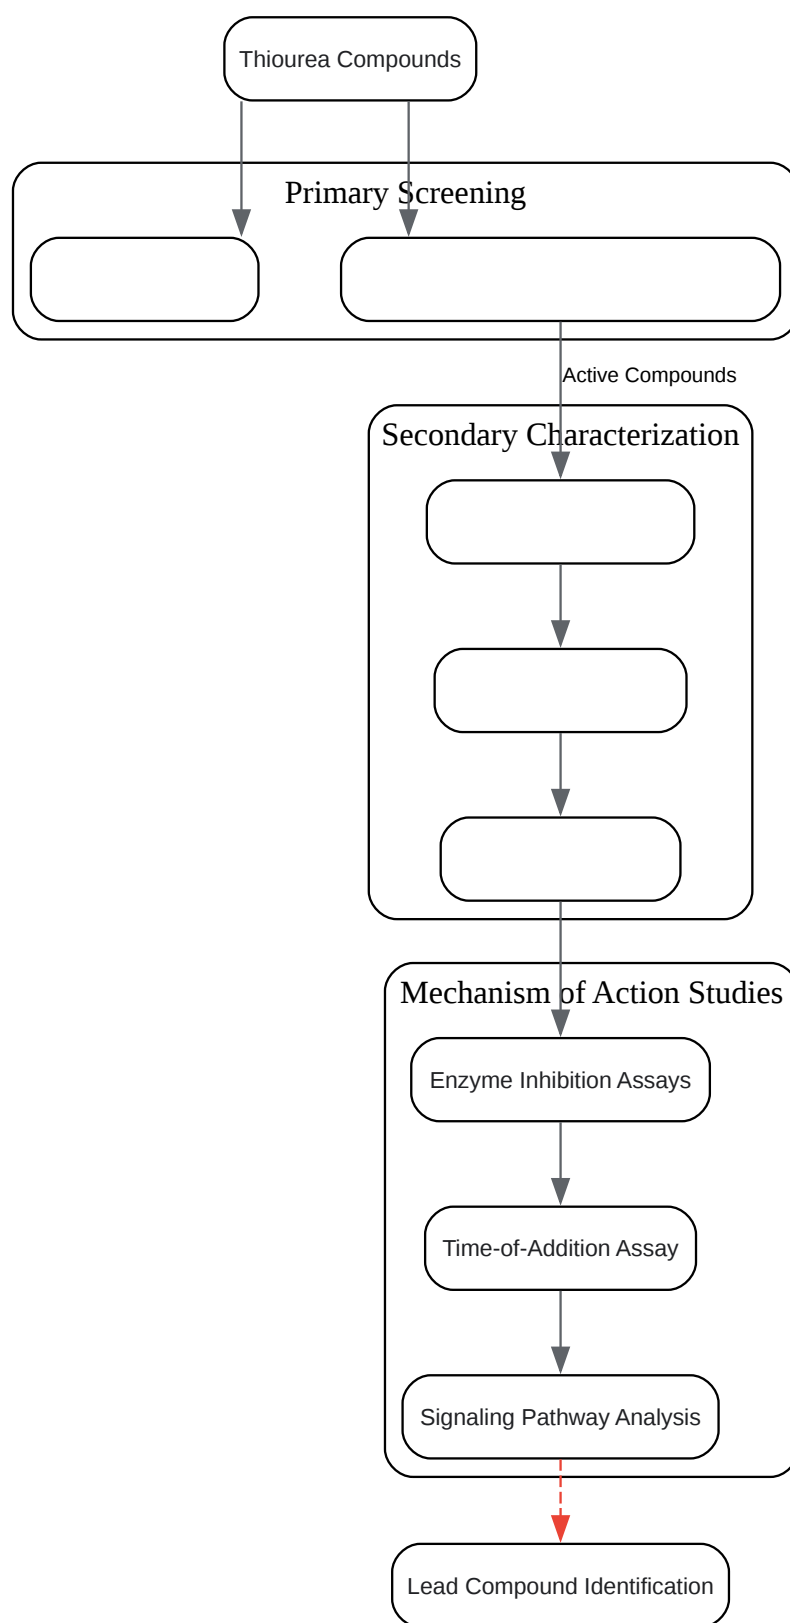 Thiourea Compounds
Primary Screening
Active Compounds
Secondary Characterization
Mechanism of Action Studies
Enzyme Inhibition Assays
Time-of-Addition Assay
Signaling Pathway Analysis
Lead Compound Identification